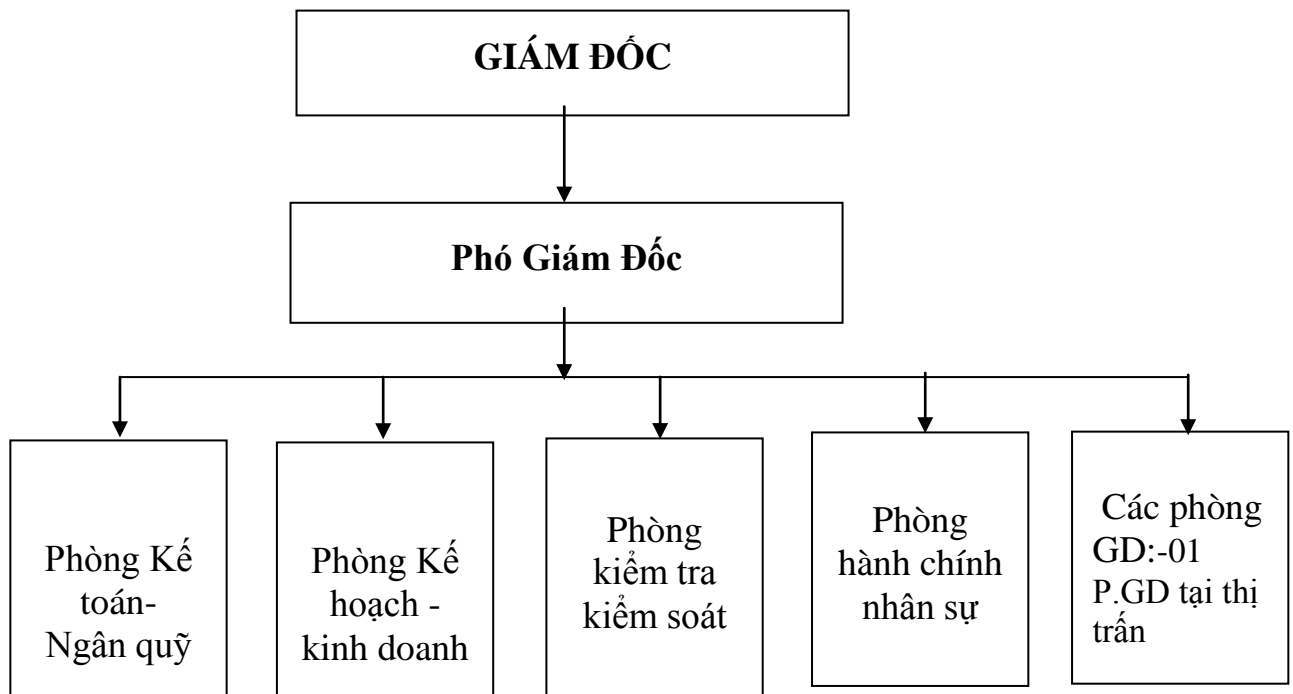 GIÁM ĐỐC
Phó Giám Đốc
Phòng Kế
toán-
Ngân quỹ
Phòng Kế
hoạch -
kinh doanh
Phòng
kiểm tra
kiểm soát
Phòng
hành chính
nhân sự
Các phòng
GD:-01
P.GD tại thị
trấn